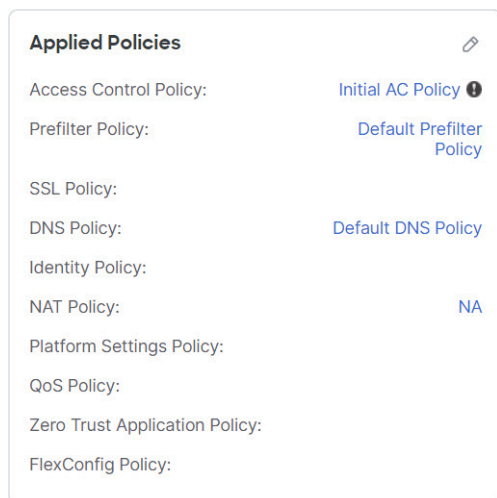 Applied Policies
Access Control Policy: Initial AC Policy
Prefilter Policy: Default Prefilter
Policy
SSL Policy:
DNS Policy: Default DNS Policy
Identity Policy:
NAT Policy: NA
Platform Settings Policy:
QoS Policy:
Zero Trust Application Policy:
FlexConfig Policy: